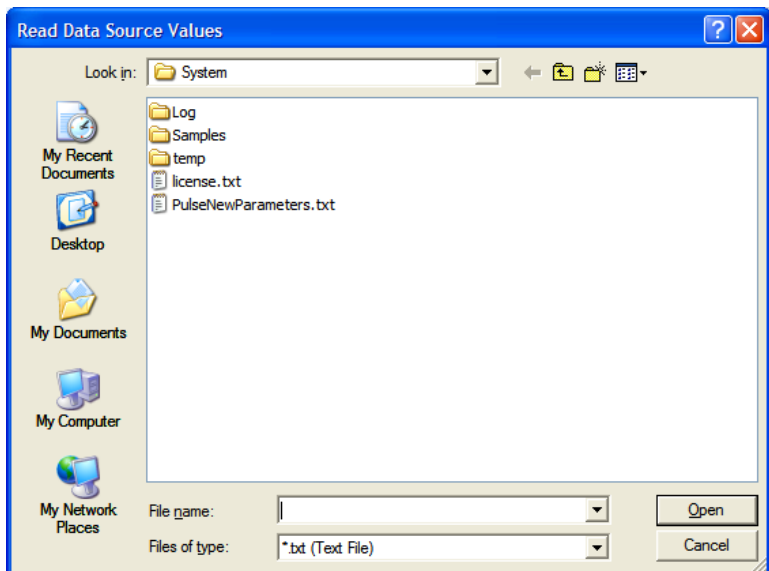 Read Data Source Values
Look in: System
Log
Samples
temp
license.txt
PulseNewParameters.txt
My Recent
Documents
Desktop
My Documents
My Computer
My Network
Places
File name:
Open
Files of type: *.txt (Text File)
Cancel